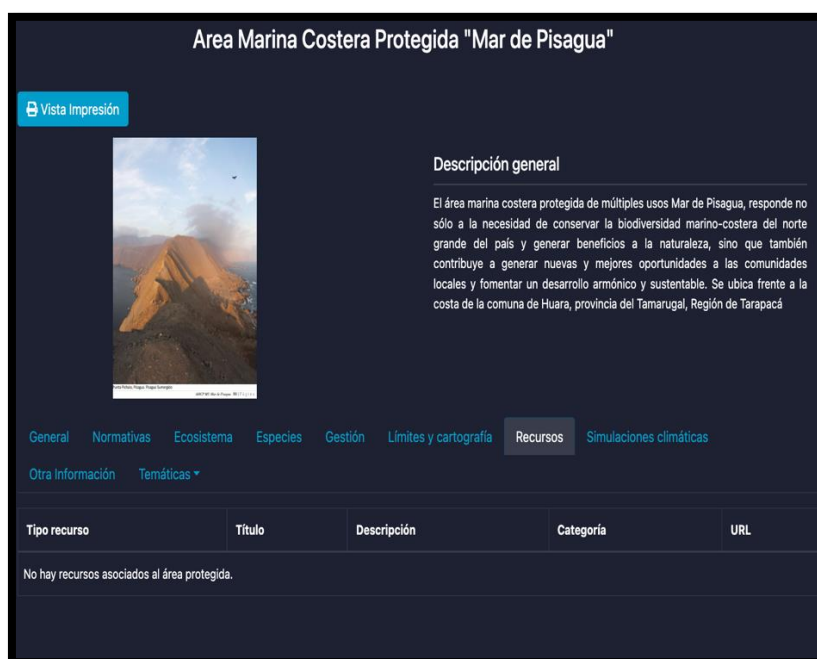 Area Marina Costera Protegida "Mar de Pisagua"
Vista Impresión
Descripción general
El área marina costera protegida de múltiples usos Mar de Pisagua, responde no
sólo a la necesidad de conservar la biodiversidad marino-costera del norte
grande del país y generar beneficios a la naturaleza, sino que también
contribuye a generar nuevas y mejores oportunidades a las comunidades
locales y fomentar un desarrollo armónico y sustentable. Se ubica frente a la
costa de la comuna de Huara, provincia del Tamarugal, Región de Tarapacá
General Normativas Ecosistema Especies Gestión Límites y cartografía Recursos Simulaciones climáticas
Otra Información Temáticas
Tipo recurso Título Descripción Categoría URL
No hay recursos asociados al área protegida.